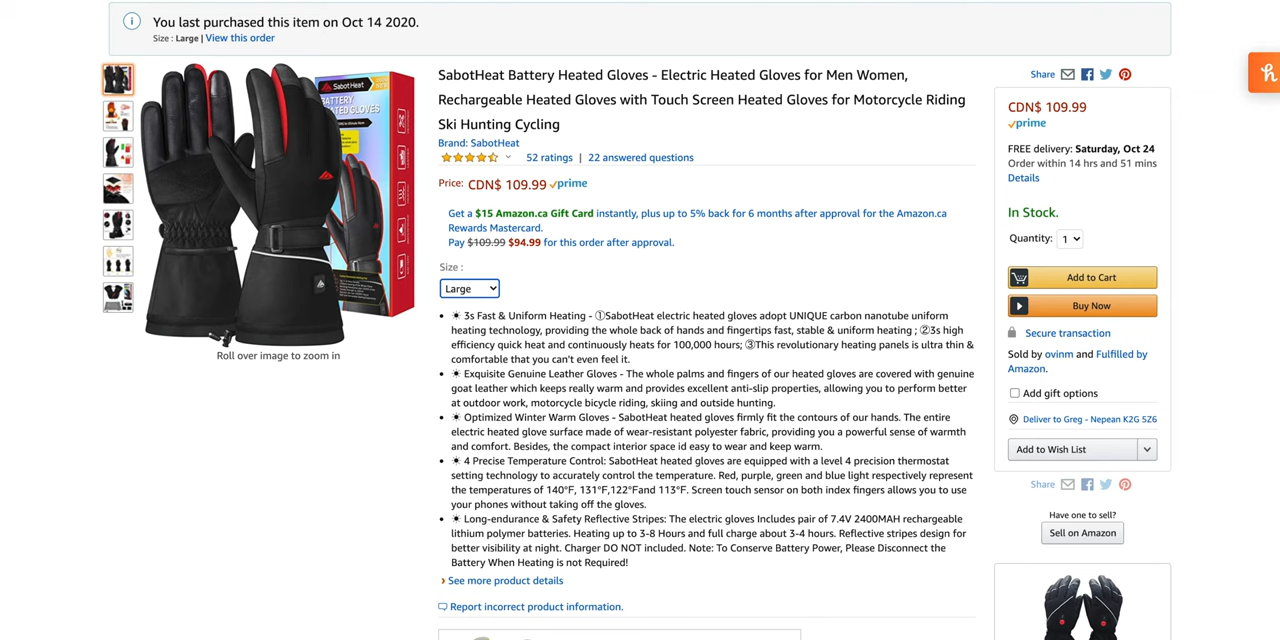 You last purchased this item on Oct 14 2020.
Size : Large | View this order
SabotHeat
BATTERY
HEATED GLOVES
Roll over image to zoom in
SabotHeat Battery Heated Gloves - Electric Heated Gloves for Men Women,
Rechargeable Heated Gloves with Touch Screen Heated Gloves for Motorcycle Riding
Ski Hunting Cycling
Brand: SabotHeat
52 ratings | 22 answered questions
Price: CDN$ 109.99 prime
Get a $15 Amazon.ca Gift Card instantly, plus up to 5% back for 6 months after approval for the Amazon.ca
Rewards Mastercard.
Pay $109.99 $94.99 for this order after approval.
Size :
Large
• ☀ 3s Fast & Uniform Heating - ①SabotHeat electric heated gloves adopt UNIQUE carbon nanotube uniform
heating technology, providing the whole back of hands and fingertips fast, stable & uniform heating ; ②3s high
efficiency quick heat and continuously heats for 100,000 hours; ③This revolutionary heating panels is ultra thin &
comfortable that you can't even feel it.
• ☀ Exquisite Genuine Leather Gloves - The whole palms and fingers of our heated gloves are covered with genuine
goat leather which keeps really warm and provides excellent anti-slip properties, allowing you to perform better
at outdoor work, motorcycle bicycle riding, skiing and outside hunting.
• ☀ Optimized Winter Warm Gloves - SabotHeat heated gloves firmly fit the contours of our hands. The entire
electric heated glove surface made of wear-resistant polyester fabric, providing you a powerful sense of warmth
and comfort. Besides, the compact interior space id easy to wear and keep warm.
• ☀ 4 Precise Temperature Control: SabotHeat heated gloves are equipped with a level 4 precision thermostat
setting technology to accurately control the temperature. Red, purple, green and blue light respectively represent
the temperatures of 140°F, 131°F,122°Fand 113°F. Screen touch sensor on both index fingers allows you to use
your phones without taking off the gloves.
• ☀ Long-endurance & Safety Reflective Stripes: The electric gloves Includes pair of 7.4V 2400MAH rechargeable
lithium polymer batteries. Heating up to 3-8 Hours and full charge about 3-4 hours. Reflective stripes design for
better visibility at night. Charger DO NOT included. Note: To Conserve Battery Power, Please Disconnect the
Battery When Heating is not Required!
› See more product details
Report incorrect product information.
Share
CDN$ 109.99
prime
FREE delivery: Saturday, Oct 24
Order within 14 hrs and 51 mins
Details
In Stock.
Quantity: 1
Add to Cart
Buy Now
Secure transaction
Sold by ovinm and Fulfilled by
Amazon.
Add gift options
Deliver to Greg - Nepean K2G 5Z6
Add to Wish List
Share
Have one to sell?
Sell on Amazon